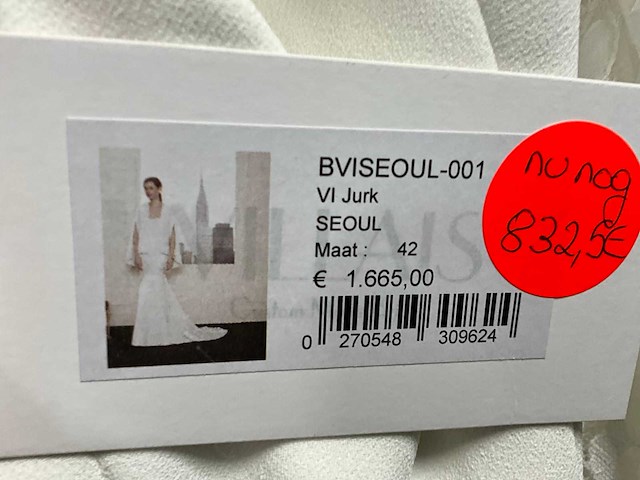 BVISEOUL-001
VI Jurk
SEOUL
Maat : 42
€ 1.665,00
0 270548 309624
nu nog
832,5€